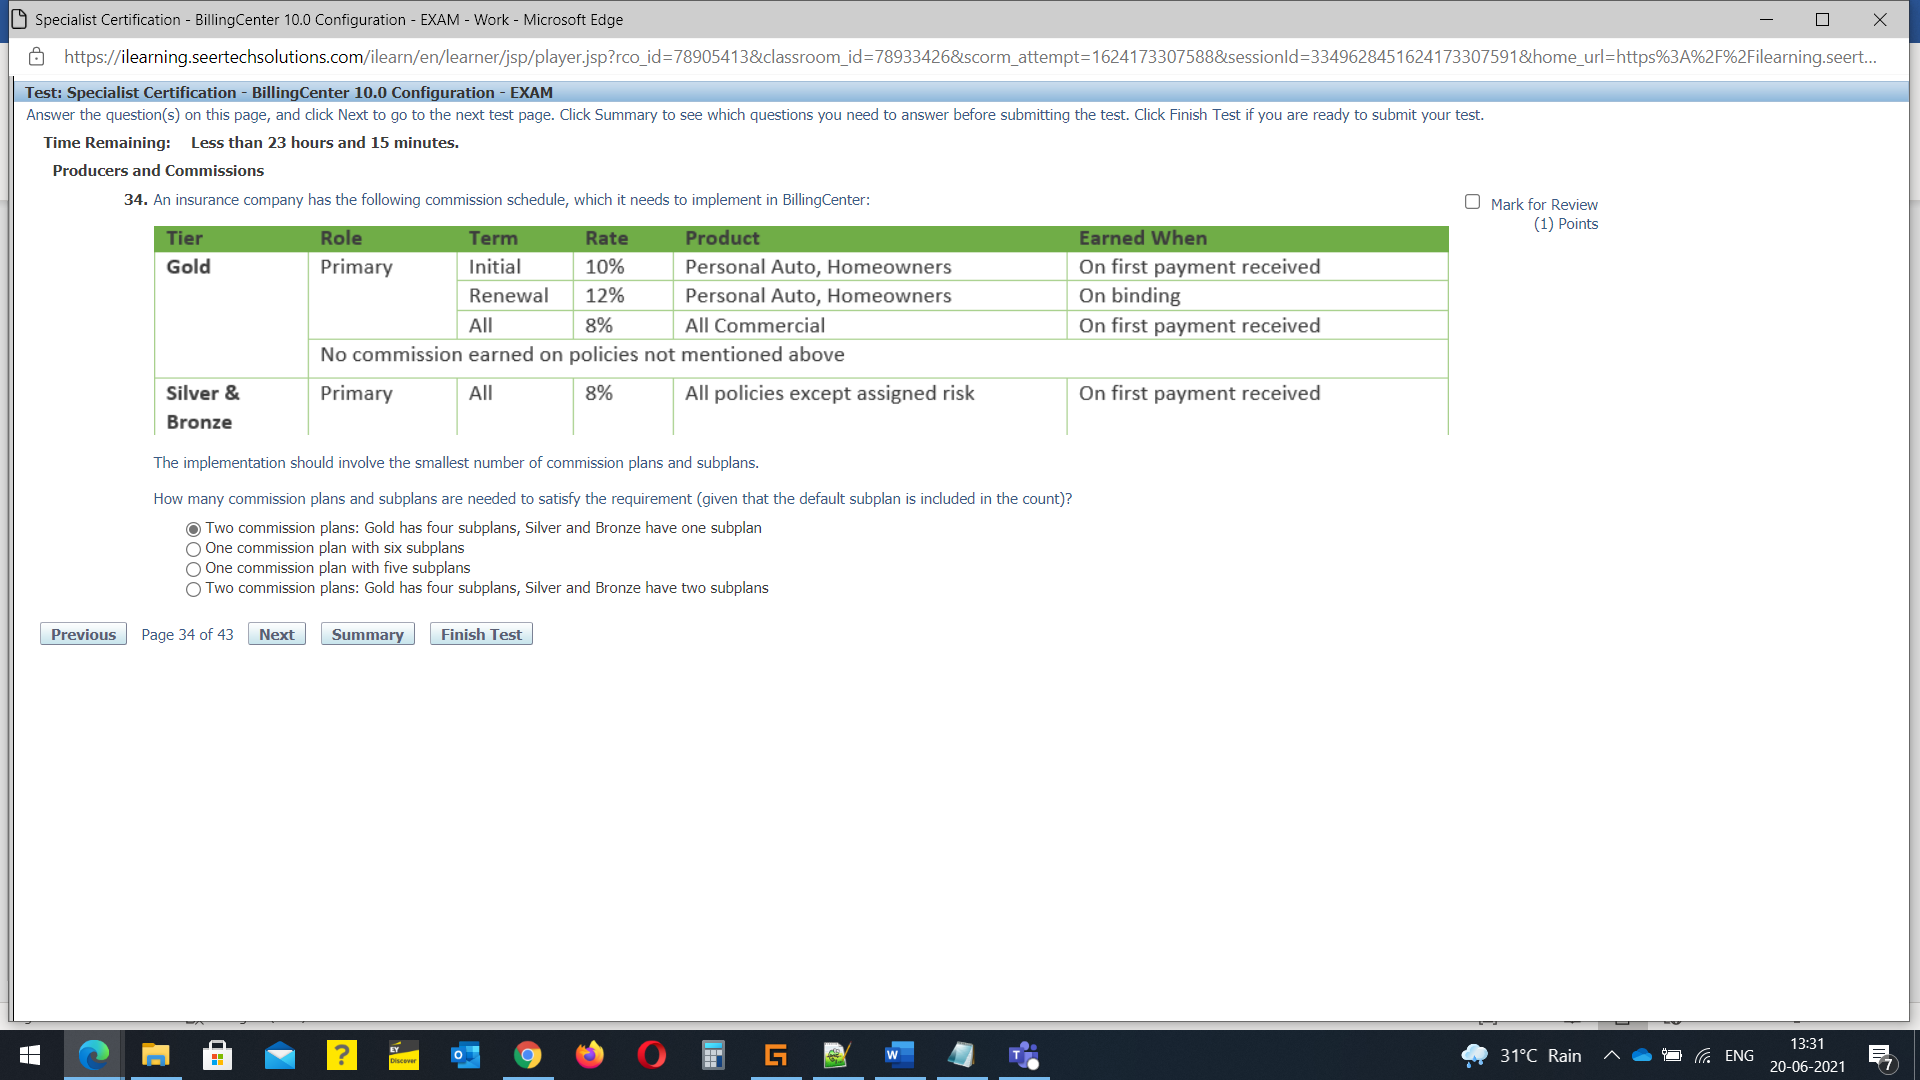 Specialist Certification - BillingCenter 10.0 Configuration - EXAM - Work - Microsoft Edge
https://ilearning.seertechsolutions.com/ilearn/en/learner/jsp/player.jsp?rco_id=78905413&classroom_id=78933426&scorm_attempt=1624173307588&sessionId=3349628451624173307591&home_url=https%3A%2F%2Filearning.seert...
Test: Specialist Certification - BillingCenter 10.0 Configuration - EXAM
Answer the question(s) on this page, and click Next to go to the next test page. Click Summary to see which questions you need to answer before submitting the test. Click Finish Test if you are ready to submit your test.
Time Remaining: Less than 23 hours and 15 minutes.
Producers and Commissions
34. An insurance company has the following commission schedule, which it needs to implement in BillingCenter:
Mark for Review
(1) Points
Tier Role Term Rate Product Earned When
Gold Primary Initial 10% Personal Auto, Homeowners On first payment received
Renewal 12% Personal Auto, Homeowners On binding
All 8% All Commercial On first payment received
No commission earned on policies not mentioned above
Silver & Primary All 8% All policies except assigned risk On first payment received
Bronze
The implementation should involve the smallest number of commission plans and subplans.
How many commission plans and subplans are needed to satisfy the requirement (given that the default subplan is included in the count)?
Two commission plans: Gold has four subplans, Silver and Bronze have one subplan
One commission plan with six subplans
One commission plan with five subplans
Two commission plans: Gold has four subplans, Silver and Bronze have two subplans
Previous Page 34 of 43 Next Summary Finish Test
EY
Discover
31°C Rain
ENG
13:31
20-06-2021
7